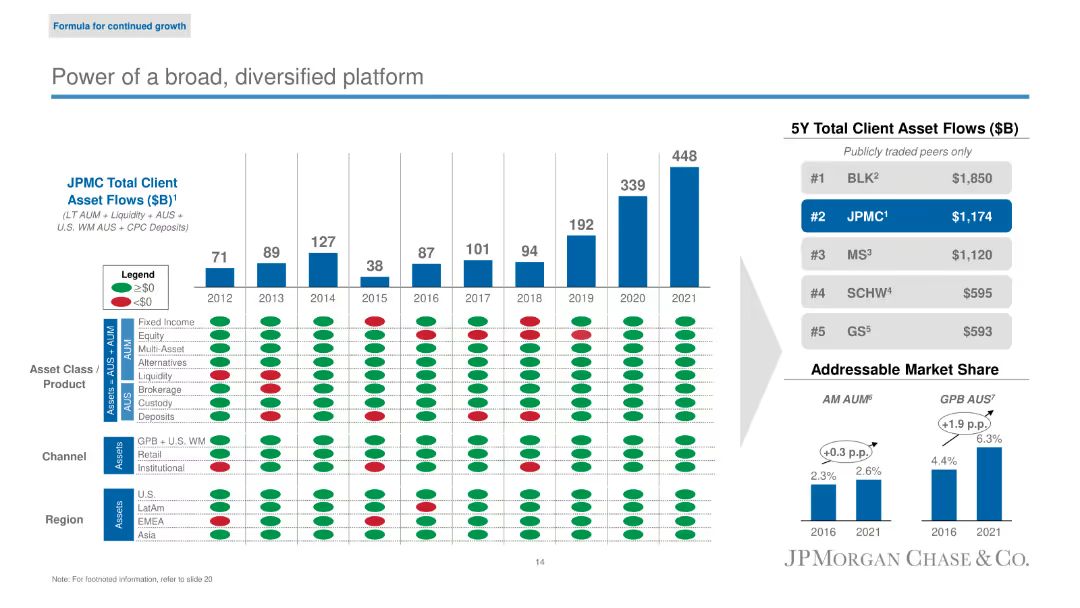 Formula for continued growth
Power of a broad, diversified platform
JPMC Total Client
Asset Flows ($B)¹
(LT AUM + Liquidity + AUS +
U.S. WM AUS + CPC Deposits)
Legend
≥$0
<$0
71
89
127
38
87
101
94
192
339
448
2012
2013
2014
2015
2016
2017
2018
2019
2020
2021
Asset Class /
Product
Assets = AUS + AUM
AUM
AUS
Fixed Income
Equity
Multi-Asset
Alternatives
Liquidity
Brokerage
Custody
Deposits
Channel
Assets
GPB + U.S. WM
Retail
Institutional
Region
Assets
U.S.
LatAm
EMEA
Asia
5Y Total Client Asset Flows ($B)
Publicly traded peers only
#1 BLK² $1,850
#2 JPMC¹ $1,174
#3 MS³ $1,120
#4 SCHW⁴ $595
#5 GS⁵ $593
Addressable Market Share
AM AUM⁶
+0.3 p.p.
2.3%
2.6%
2016
2021
GPB AUS⁷
+1.9 p.p.
4.4%
6.3%
2016
2021
14
JPMORGAN CHASE & CO.
Note: For footnoted information, refer to slide 20